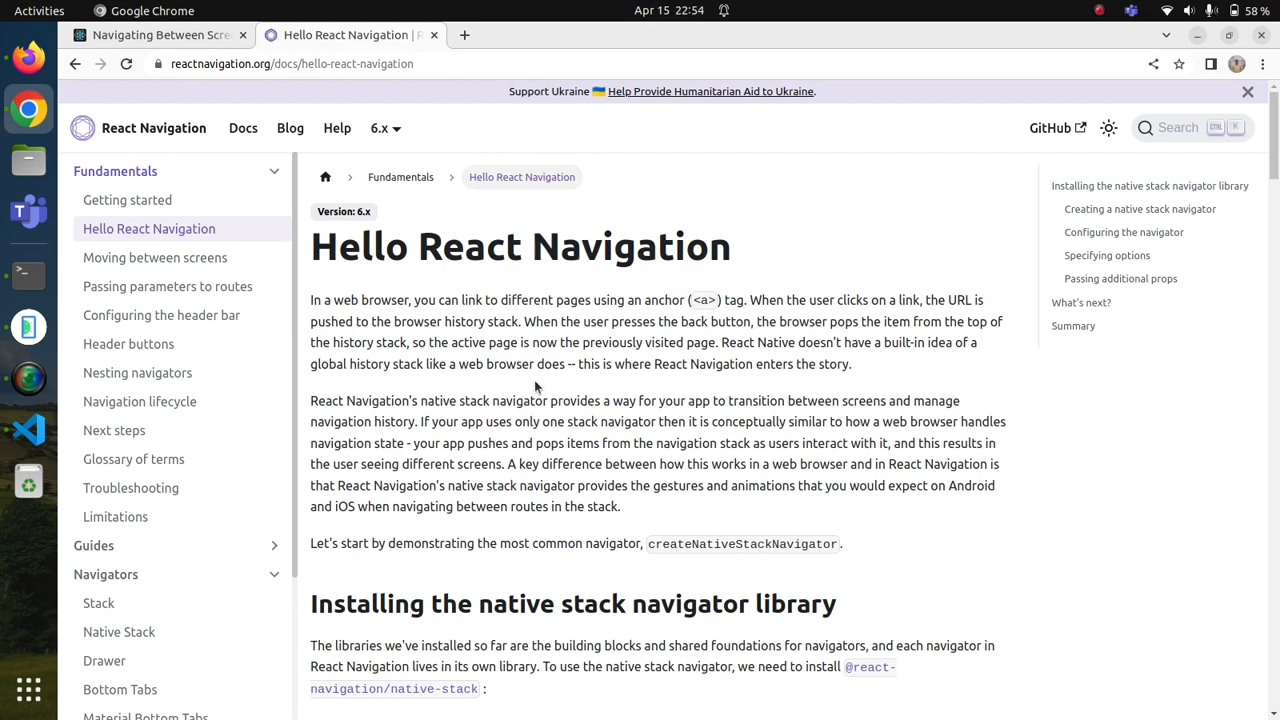 Activities
Google Chrome
Apr 15 22:54
58 %
Navigating Between Scre
Hello React Navigation | R
reactnavigation.org/docs/hello-react-navigation
Support Ukraine 🇺🇦 Help Provide Humanitarian Aid to Ukraine.
React Navigation
Docs
Blog
Help
6.x
GitHub
Search
CTRL
K
Fundamentals
Getting started
Hello React Navigation
Moving between screens
Passing parameters to routes
Configuring the header bar
Header buttons
Nesting navigators
Navigation lifecycle
Next steps
Glossary of terms
Troubleshooting
Limitations
Guides
Navigators
Stack
Native Stack
Drawer
Bottom Tabs
Material Bottom Tabs
Fundamentals
Hello React Navigation
Version: 6.x
Hello React Navigation
In a web browser, you can link to different pages using an anchor (<a>) tag. When the user clicks on a link, the URL is
pushed to the browser history stack. When the user presses the back button, the browser pops the item from the top of
the history stack, so the active page is now the previously visited page. React Native doesn't have a built-in idea of a
global history stack like a web browser does -- this is where React Navigation enters the story.
React Navigation's native stack navigator provides a way for your app to transition between screens and manage
navigation history. If your app uses only one stack navigator then it is conceptually similar to how a web browser handles
navigation state - your app pushes and pops items from the navigation stack as users interact with it, and this results in
the user seeing different screens. A key difference between how this works in a web browser and in React Navigation is
that React Navigation's native stack navigator provides the gestures and animations that you would expect on Android
and iOS when navigating between routes in the stack.
Let's start by demonstrating the most common navigator, createNativeStackNavigator.
Installing the native stack navigator library
The libraries we've installed so far are the building blocks and shared foundations for navigators, and each navigator in
React Navigation lives in its own library. To use the native stack navigator, we need to install @react-
navigation/native-stack :
Installing the native stack navigator library
Creating a native stack navigator
Configuring the navigator
Specifying options
Passing additional props
What's next?
Summary